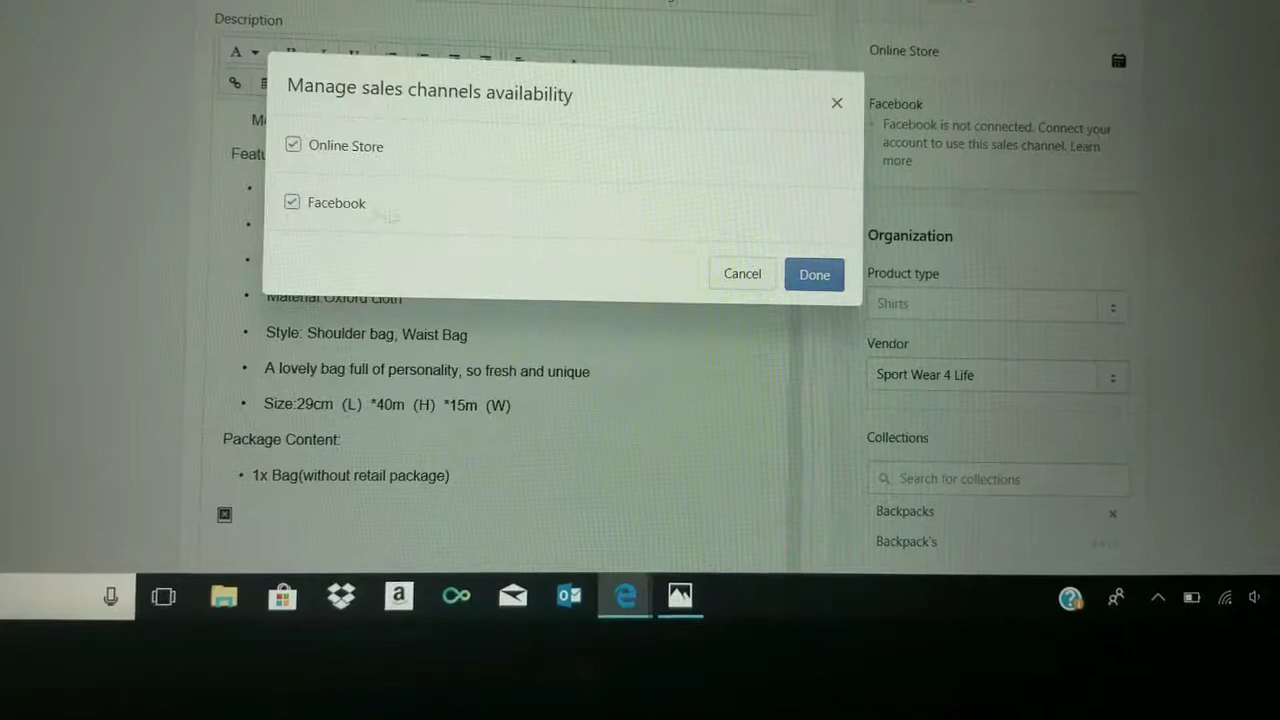 Description
A
Manage sales channels availability
Online Store
Facebook
Cancel
Done
Material:Oxford cloth
• Style: Shoulder bag, Waist Bag
• A lovely bag full of personality, so fresh and unique
• Size:29cm (L) *40m (H) *15m (W)
Package Content:
• 1x Bag(without retail package)
Online Store
Facebook
Facebook is not connected. Connect your
account to use this sales channel. Learn
more
Organization
Product type
Shirts
Vendor
Sport Wear 4 Life
Collections
Search for collections
Backpacks
Backpack's